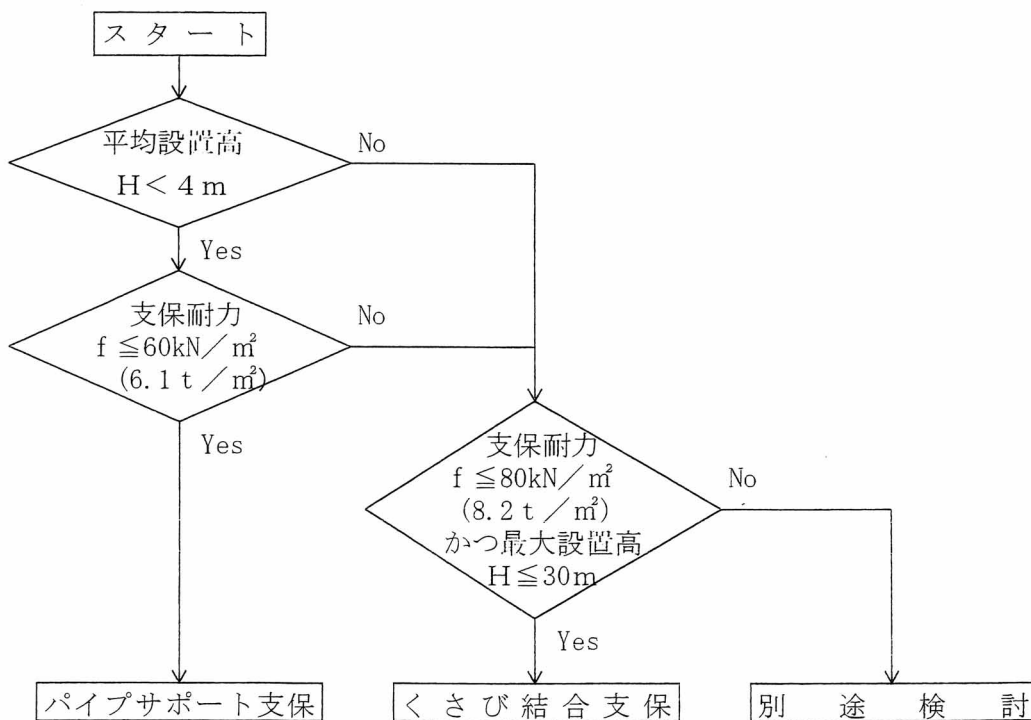 スタート
平均設置高
H<4m
No
Yes
支保耐力
f≦60kN/㎡
(6.1t/㎡)
No
Yes
支保耐力
f≦80kN/㎡
(8.2t/㎡)
かつ最大設置高
H≦30m
No
Yes
パイプサポート支保
くさび結合支保
別途検討